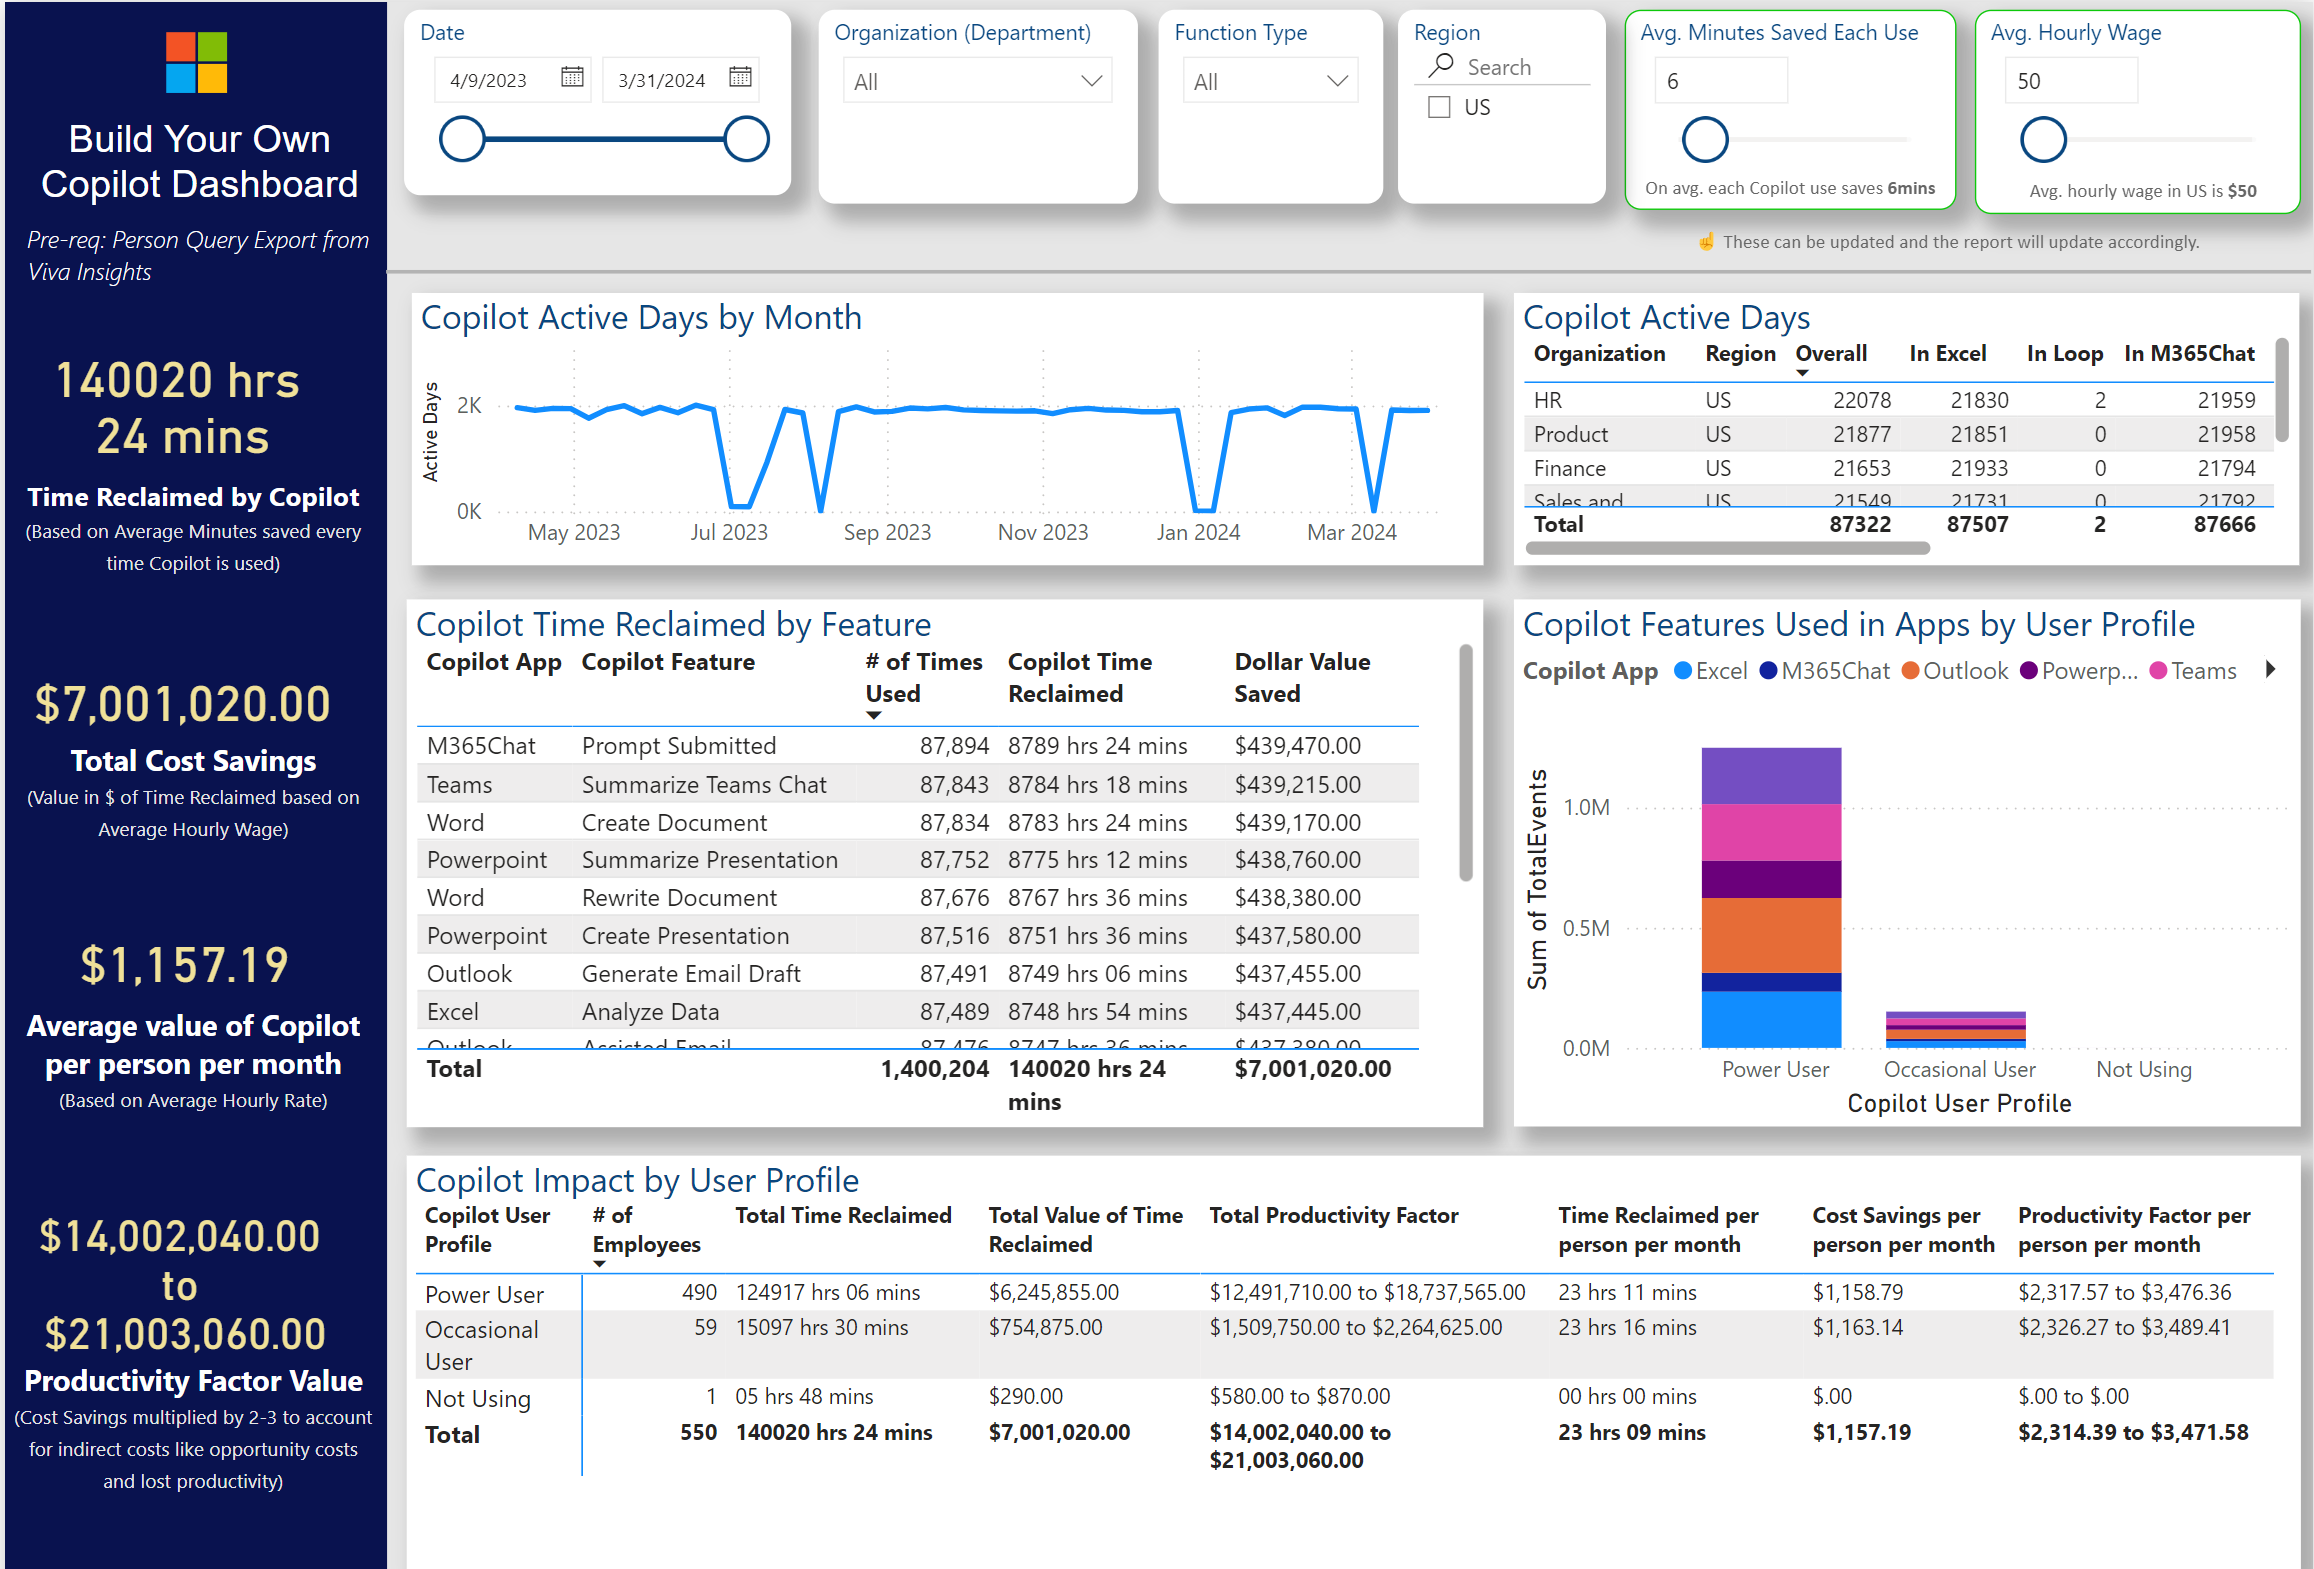 Build Your Own
Copilot Dashboard
Pre-req: Person Query Export from
Viva Insights
140020 hrs
24 mins
Time Reclaimed by Copilot
(Based on Average Minutes saved every
time Copilot is used)
$7,001,020.00
Total Cost Savings
(Value in $ of Time Reclaimed based on
Average Hourly Wage)
$1,157.19
Average value of Copilot
per person per month
(Based on Average Hourly Rate)
$14,002,040.00
to
$21,003,060.00
Productivity Factor Value
(Cost Savings multiplied by 2-3 to account
for indirect costs like opportunity costs
and lost productivity)
Date
4/9/2023 3/31/2024
Organization (Department)
All
Function Type
All
Region
Search
US
Avg. Minutes Saved Each Use
6
On avg. each Copilot use saves 6mins
Avg. Hourly Wage
50
Avg. hourly wage in US is $50
☝ These can be updated and the report will update accordingly.
Copilot Active Days by Month
Active Days
2K
0K
May 2023 Jul 2023 Sep 2023 Nov 2023 Jan 2024 Mar 2024
Copilot Active Days
Organization Region Overall In Excel In Loop In M365Chat
HR US 22078 21830 2 21959
Product US 21877 21851 0 21958
Finance US 21653 21933 0 21794
Sales and US 21549 21731 0 21792
Total 87322 87507 2 87666
Copilot Time Reclaimed by Feature
Copilot App Copilot Feature # of Times Used Copilot Time Reclaimed Dollar Value Saved
M365Chat Prompt Submitted 87,894 8789 hrs 24 mins $439,470.00
Teams Summarize Teams Chat 87,843 8784 hrs 18 mins $439,215.00
Word Create Document 87,834 8783 hrs 24 mins $439,170.00
Powerpoint Summarize Presentation 87,752 8775 hrs 12 mins $438,760.00
Word Rewrite Document 87,676 8767 hrs 36 mins $438,380.00
Powerpoint Create Presentation 87,516 8751 hrs 36 mins $437,580.00
Outlook Generate Email Draft 87,491 8749 hrs 06 mins $437,455.00
Excel Analyze Data 87,489 8748 hrs 54 mins $437,445.00
Outlook Assisted Email 87,476 8747 hrs 36 mins $437,380.00
Total 1,400,204 140020 hrs 24 mins $7,001,020.00
Copilot Features Used in Apps by User Profile
Copilot App Excel M365Chat Outlook Powerp... Teams
Sum of TotalEvents
1.0M
0.5M
0.0M
Power User Occasional User Not Using
Copilot User Profile
Copilot Impact by User Profile
Copilot User Profile # of Employees Total Time Reclaimed Total Value of Time Reclaimed Total Productivity Factor Time Reclaimed per person per month Cost Savings per person per month Productivity Factor per person per month
Power User 490 124917 hrs 06 mins $6,245,855.00 $12,491,710.00 to $18,737,565.00 23 hrs 11 mins $1,158.79 $2,317.57 to $3,476.36
Occasional User 59 15097 hrs 30 mins $754,875.00 $1,509,750.00 to $2,264,625.00 23 hrs 16 mins $1,163.14 $2,326.27 to $3,489.41
Not Using 1 05 hrs 48 mins $290.00 $580.00 to $870.00 00 hrs 00 mins $.00 $.00 to $.00
Total 550 140020 hrs 24 mins $7,001,020.00 $14,002,040.00 to $21,003,060.00 23 hrs 09 mins $1,157.19 $2,314.39 to $3,471.58